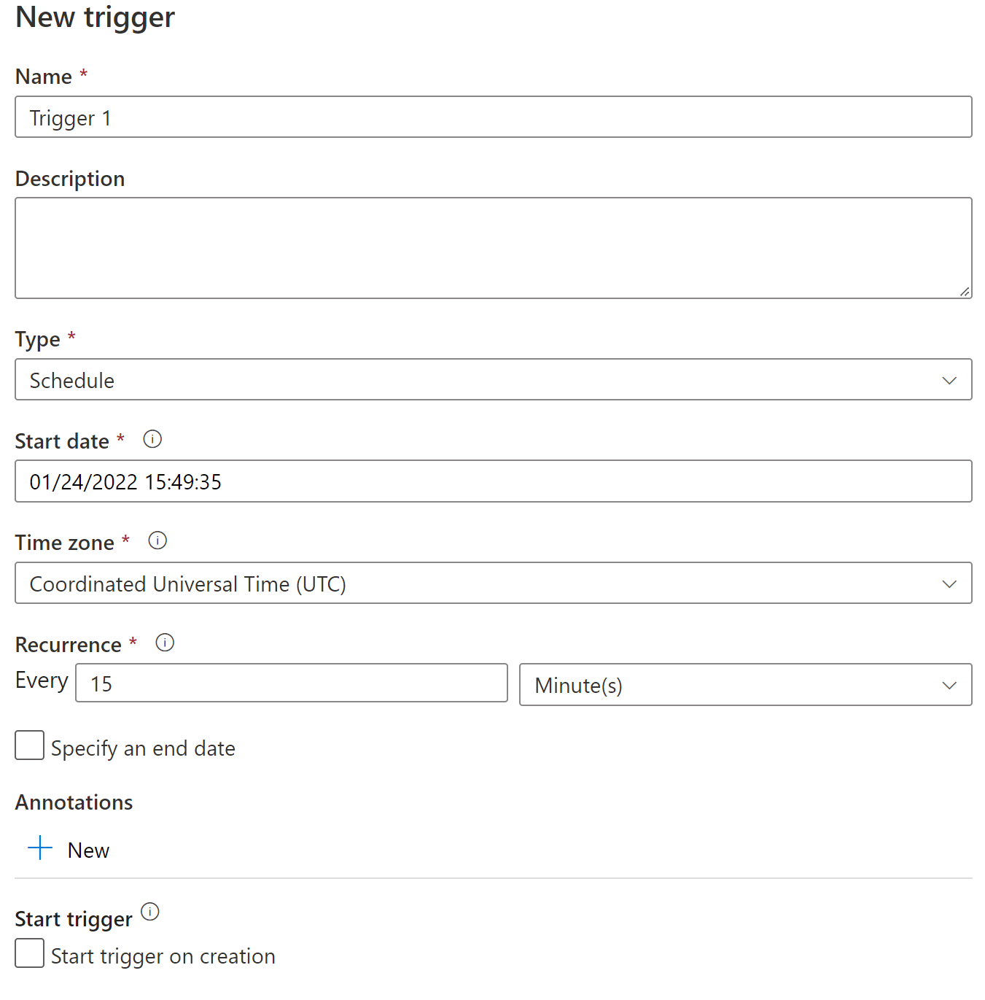 New trigger
Name *
Trigger 1
Description
Type *
Schedule
Start date *
01/24/2022 15:49:35
Time zone *
Coordinated Universal Time (UTC)
Recurrence *
Every 15 Minute(s)
Specify an end date
Annotations
New
Start trigger
Start trigger on creation